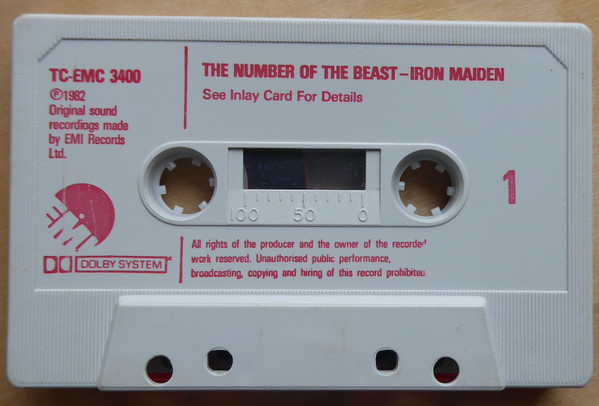 TC-EMC 3400
Ⓟ1982
Original sound
recordings made
by EMI Records
Ltd.
THE NUMBER OF THE BEAST–IRON MAIDEN
See Inlay Card For Details
1
100 50 0
EMI
DOLBY SYSTEM
All rights of the producer and the owner of the recorded
work reserved. Unauthorised public performance,
broadcasting, copying and hiring of this record prohibited.